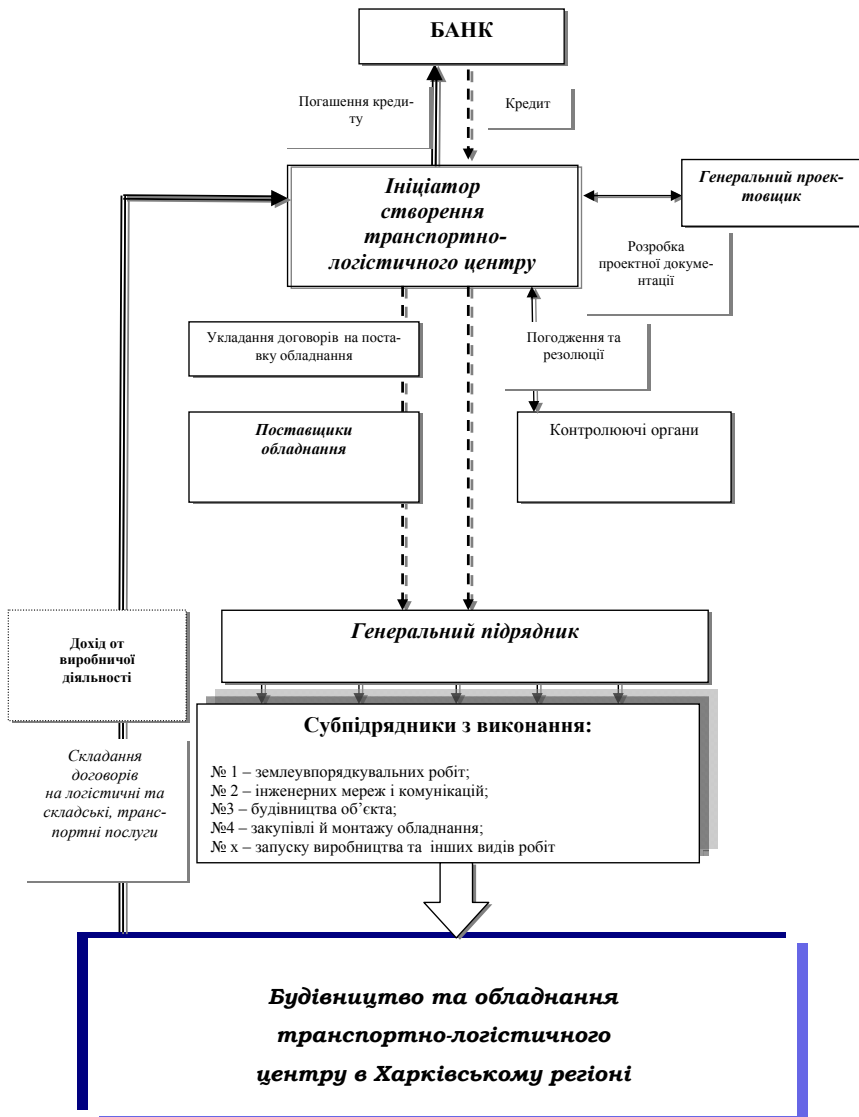 БАНК
Погашення креди-
ту
Кредит
Ініціатор
створення
транспортно-
логістичного центру
Генеральний проек-
товщик
Розробка
проектної докуме-
нтації
Укладання договорів на поста-
вку обладнання
Погодження та
резолюції
Поставщики
обладнання
Контролюючі органи
Генеральний підрядник
Дохід от
виробничої
діяльності
Субпідрядники з виконання:
№ 1 – землеувпорядкувальних робіт;
№ 2 – інженерних мереж і комунікацій;
№3 – будівництва об’єкта;
№4 – закупівлі й монтажу обладнання;
№ х – запуску виробництва та інших видів робіт
Складання
договорів
на логістичні та
складські, транс-
портні послуги
Будівництво та обладнання
транспортно-логістичного
центру в Харківському регіоні